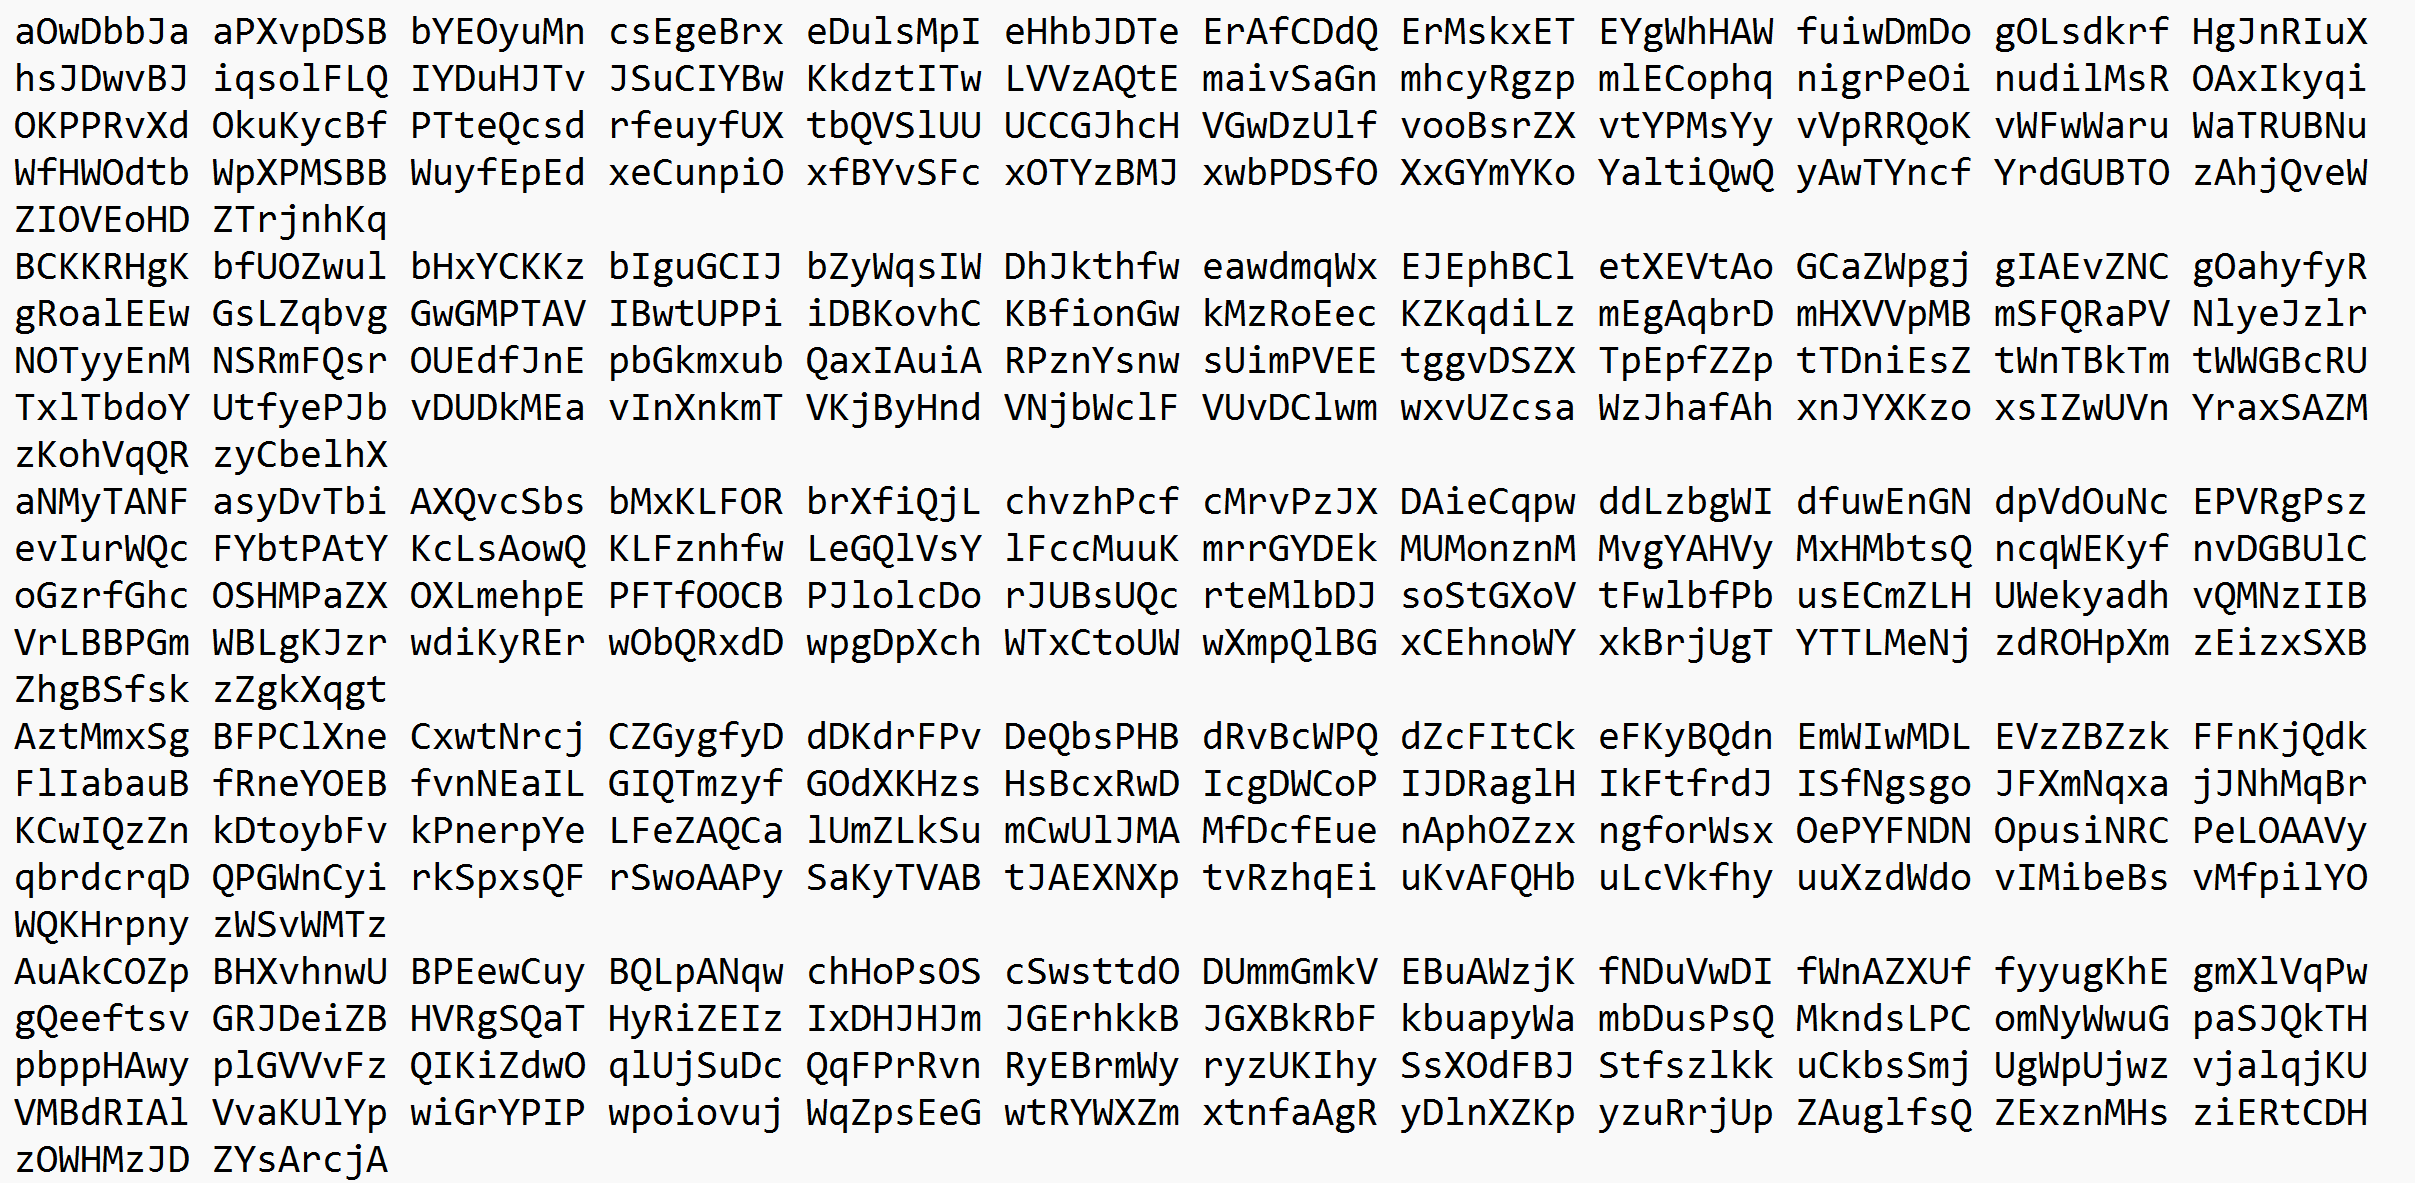 aOwDbbJa aPXvpDSB bYEOyuMn csEgeBrx eDulsMpI eHhbJDTe ErAfCDdQ ErMskxET EYgWhHAW fuiwDmDo gOLsdkrf HgJnRIuX
hsJDwvBJ iqsolFLQ IYDuHJTv JSuCIYBw KkdztITw LVVzAQtE maivSaGn mhcyRgzp mlECophq nigrPeOi nudilMsR OAxIkyqi
OKPPRvXd OkuKycBf PTteQcsd rfeuyfUX tbQVSlUU UCCGJhcH VGwDzUlf vooBsrZX vtYPMsYy vVpRRQoK vWFwWaru WaTRUBNu
WfHWOdtb WpXPMSBB WuyfEpEd xeCunpiO xfBYvSFc xOTYzBMJ xwbPDSfO XxGYmYKo YaltiQwQ yAwTYncf YrdGUBTO zAhjQveW
ZIOVEoHD ZTrjnhKq
BCKKRHgK bfUOZwul bHxYCKKz bIguGCIJ bZyWqsIW DhJkthfw eawdmqWx EJEphBCl etXEVtAo GCaZWpgj gIAEvZNC gOahyfyR
gRoalEEw GsLZqbvg GwGMPTAV IBwtUPPi iDBKovhC KBfionGw kMzRoEec KZKqdiLz mEgAqbrD mHXVVpMB mSFQRaPV NlyeJzlr
NOTyyEnM NSRmFQsr OUEdfJnE pbGkmxub QaxIAuiA RPznYsnw sUimPVEE tggvDSZX TpEpfZZp tTDniEsZ tWnTBkTm tWWGBcRU
TxlTbdoY UtfyePJb vDUDkMEa vInXnkmT VKjByHnd VNjbWclF VUvDClwm wxvUZcsa WzJhafAh xnJYXKzo xsIZwUVn YraxSAZM
zKohVqQR zyCbelhX
aNMyTANF asyDvTbi AXQvcSbs bMxKLFOR brXfiQjL chvzhPcf cMrvPzJX DAieCqpw ddLzbgWI dfuwEnGN dpVdOuNc EPVRgPsz
evIurWQc FYbtPAtY KcLsAowQ KLFznhfw LeGQlVsY lFccMuuK mrrGYDEk MUMonznM MvgYAHVy MxHMbtsQ ncqWEKyf nvDGBUlC
oGzrfGhc OSHMPaZX OXLmehpE PFTfOOCB PJlolcDo rJUBsUQc rteMlbDJ soStGXoV tFwlbfPb usECmZLH UWekyadh vQMNzIIB
VrLBBPGm WBLgKJzr wdiKyREr wObQRxdD wpgDpXch WTxCtoUW wXmpQlBG xCEhnoWY xkBrjUgT YTTLMeNj zdROHpXm zEizxSXB
ZhgBSfsk zZgkXqgt
AztMmxSg BFPClXne CxwtNrcj CZGygfyD dDKdrFPv DeQbsPHB dRvBcWPQ dZcFItCk eFKyBQdn EmWIwMDL EVzZBZzk FFnKjQdk
FlIabauB fRneYOEB fvnNEaIL GIQTmzyf GOdXKHzs HsBcxRwD IcgDWCoP IJDRaglH IkFtfrdJ ISfNgsgo JFXmNqxa jJNhMqBr
KCwIQzZn kDtoybFv kPnerpYe LFeZAQCa lUmZLkSu mCwUlJMA MfDcfEue nAphOZzx ngforWsx OePYFNDN OpusiNRC PeLOAAVy
qbrdcrqD QPGWnCyi rkSpxsQF rSwoAAPy SaKyTVAB tJAEXNXp tvRzhqEi uKvAFQHb uLcVkfhy uuXzdWdo vIMibeBs vMfpilYO
WQKHrpny zWSvWMTz
AuAkCOZp BHXvhnwU BPEewCuy BQLpANqw chHoPsOS cSwsttdO DUmmGmkV EBuAWzjK fNDuVwDI fWnAZXUf fyyugKhE gmXlVqPw
gQeeftsv GRJDeiZB HVRgSQaT HyRiZEIz IxDHJHJm JGErhkkB JGXBkRbF kbuapyWa mbDusPsQ MkndsLPC omNyWwuG paSJQkTH
pbppHAwy plGVVvFz QIKiZdwO qlUjSuDc QqFPrRvn RyEBrmWy ryzUKIhy SsXOdFBJ Stfszlkk uCkbsSmj UgWpUjwz vjalqjKU
VMBdRIAl VvaKUlYp wiGrYPIP wpoiovuj WqZpsEeG wtRYWXZm xtnfaAgR yDlnXZKp yzuRrjUp ZAuglfsQ ZExznMHs ziERtCDH
zOWHMzJD ZYsArcjA